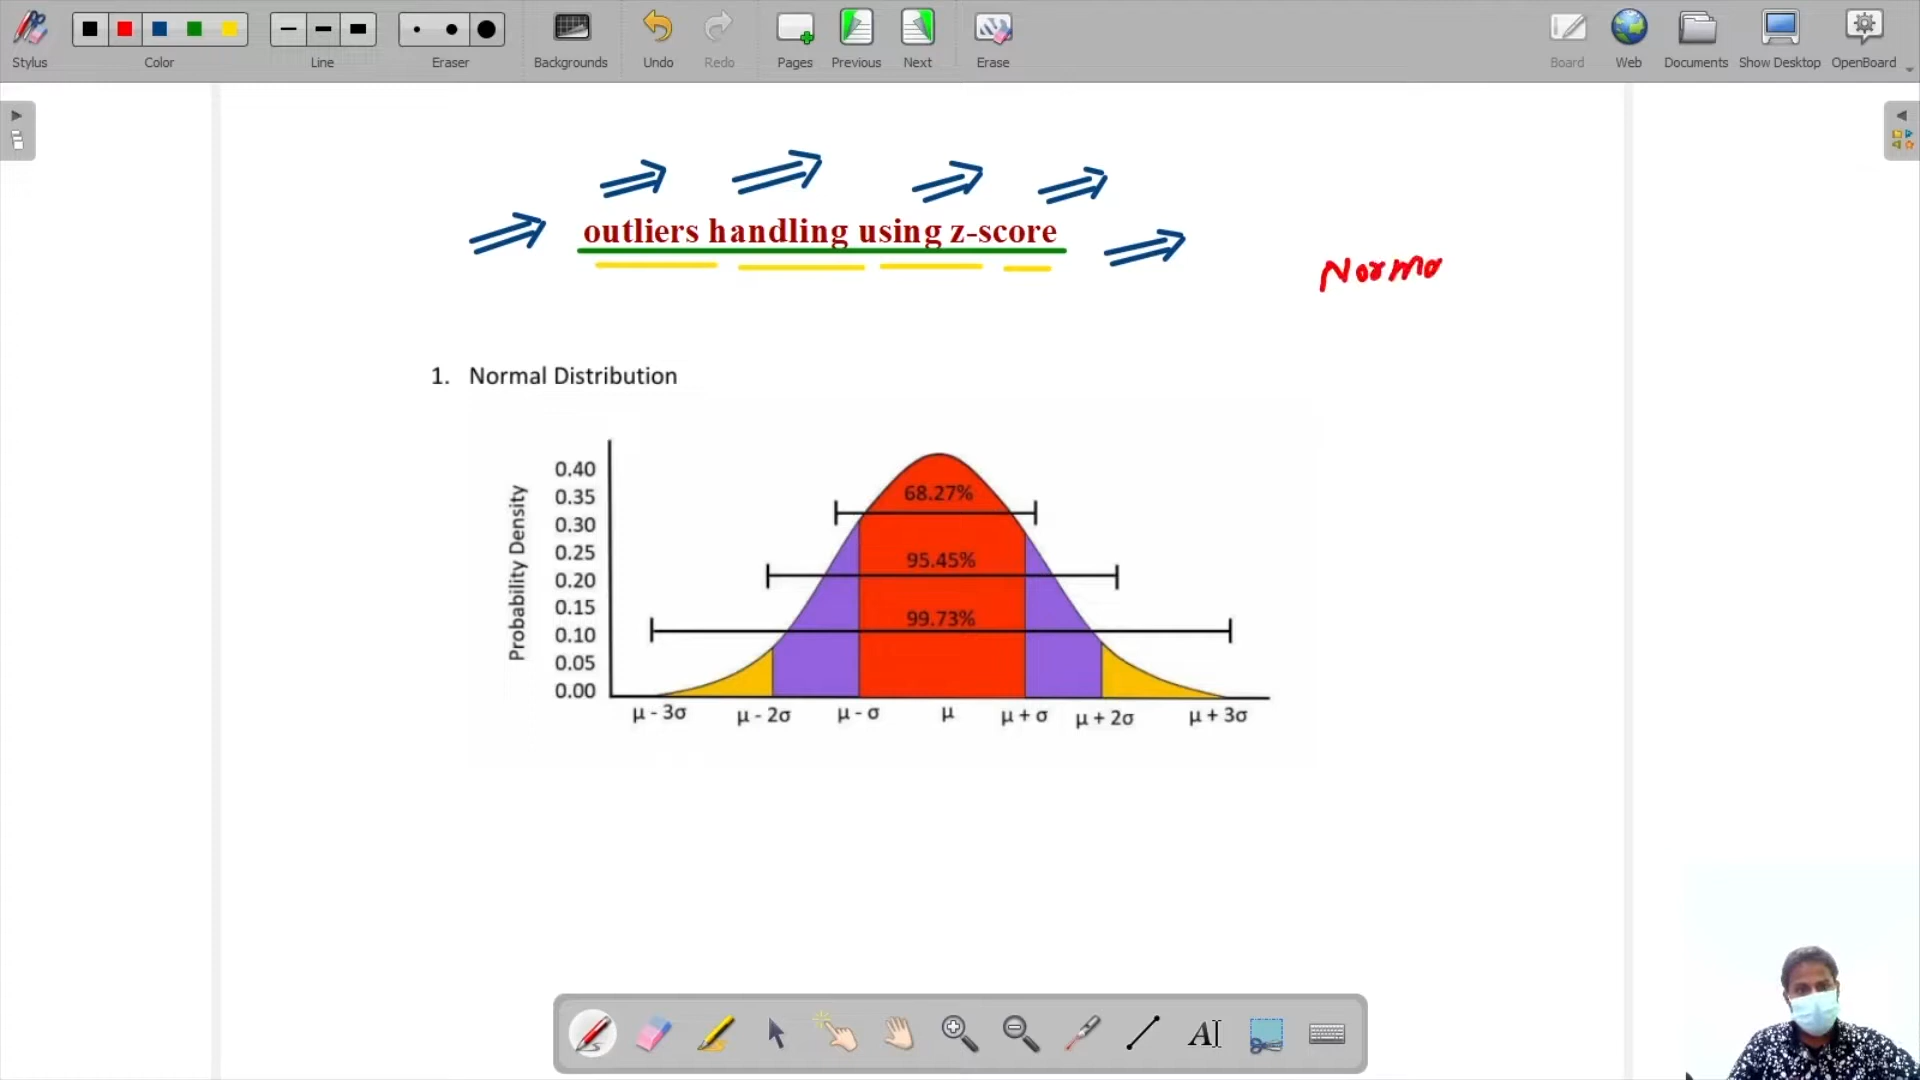 Stylus Color Line Eraser Backgrounds Undo Redo Pages Previous Next Erase Board Web Documents Show Desktop OpenBoard
outliers handling using z-score
Norma
1. Normal Distribution
Probability Density
0.40
0.35
0.30
0.25
0.20
0.15
0.10
0.05
0.00
68.27%
95.45%
99.73%
μ - 3σ μ - 2σ μ - σ μ μ + σ μ + 2σ μ + 3σ